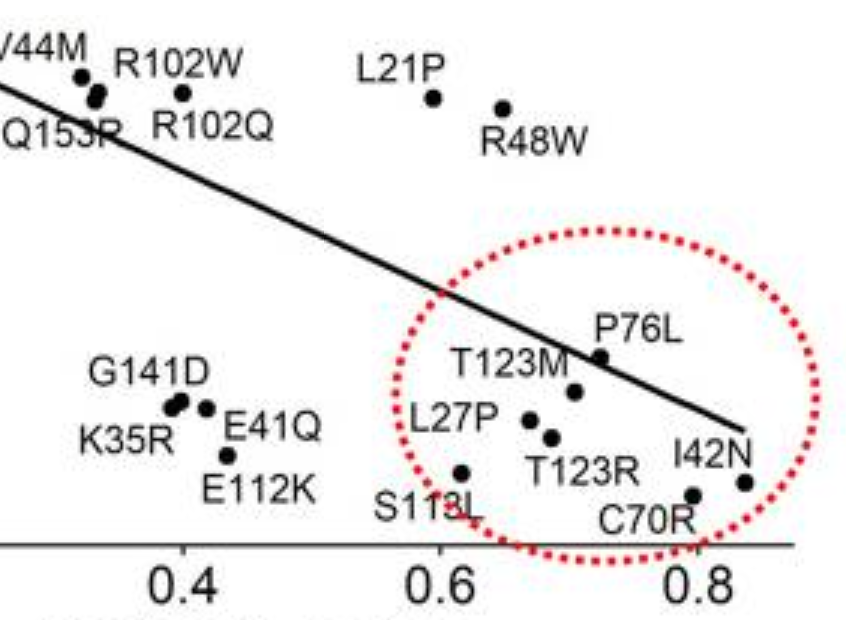 V44M
R102W
L21P
Q153R
R102Q
R48W
P76L
T123M
G141D
L27P
K35R
E41Q
I42N
T123R
E112K
S113L
C70R
0.4 0.6 0.8